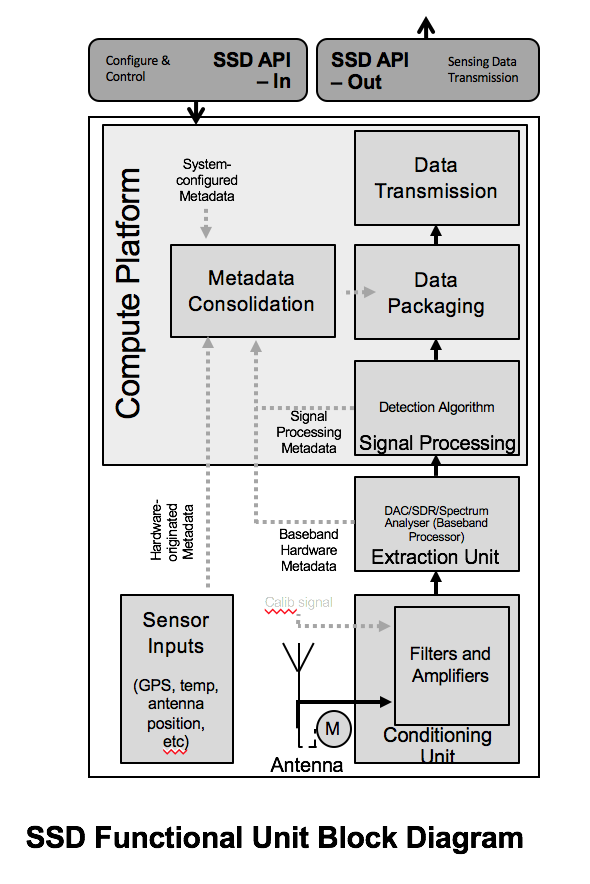 Configure &
Control
SSD API
– In
SSD API
– Out
Sensing Data
Transmission
Compute Platform
System-
configured
Metadata
Data
Transmission
Metadata
Consolidation
Data
Packaging
Detection Algorithm
Signal Processing
Signal
Processing
Metadata
Hardware-
originated
Metadata
DAC/SDR/Spectrum
Analyser (Baseband
Processor)
Extraction Unit
Baseband
Hardware
Metadata
Calib signal
Sensor
Inputs
(GPS, temp,
antenna
position,
etc)
Filters and
Amplifiers
M
Conditioning
Unit
Antenna
SSD Functional Unit Block Diagram